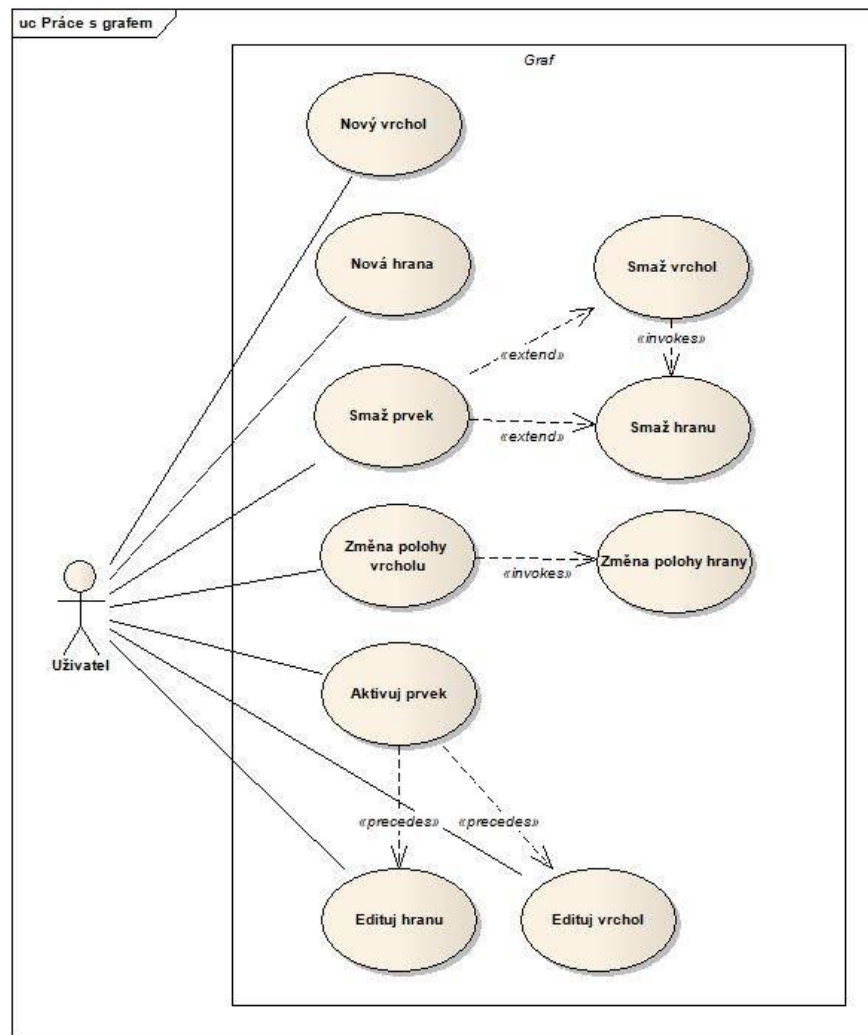 uc Práce s grafem
Graf
Nový vrchol
Nová hrana
Smaž vrchol
«invokes»
«extend»
Smaž prvek
Smaž hranu
«extend»
Změna polohy
vrcholu
Změna polohy hrany
«invokes»
Uživatel
Aktivuj prvek
«precedes»
«precedes»
Edituj hranu
Edituj vrchol